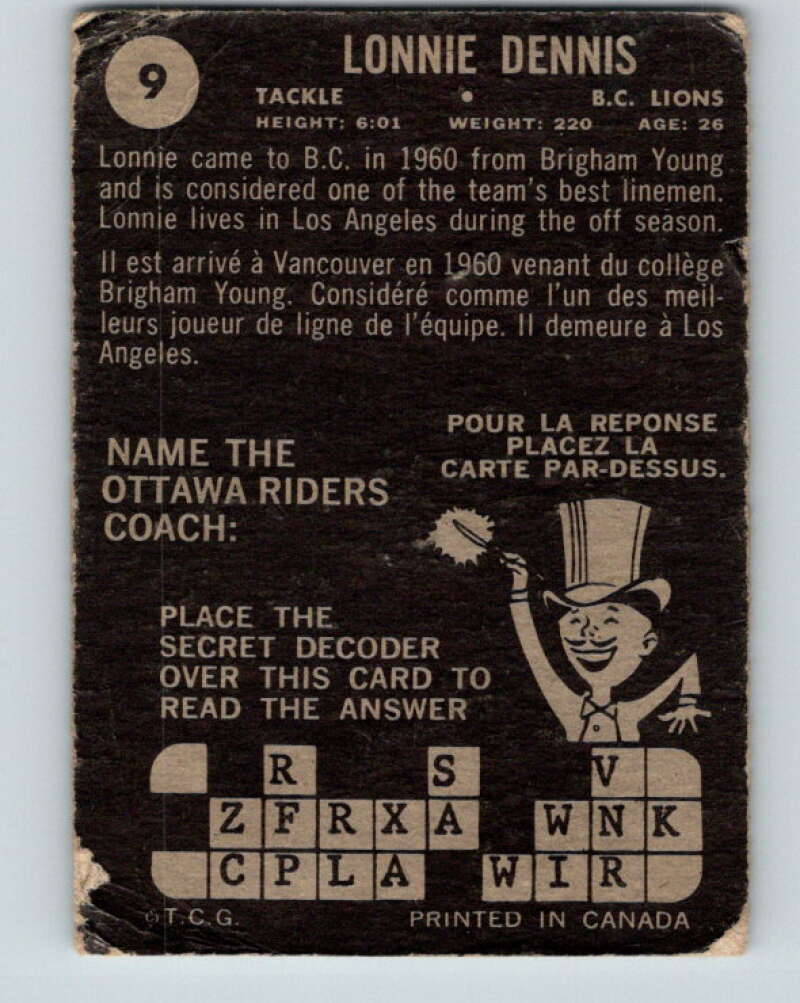 9
LONNIE DENNIS
TACKLE • B.C. LIONS
HEIGHT: 6:01 WEIGHT: 220 AGE: 26
Lonnie came to B.C. in 1960 from Brigham Young
and is considered one of the team's best linemen.
Lonnie lives in Los Angeles during the off season.
Il est arrivé à Vancouver en 1960 venant du collège
Brigham Young. Considéré comme l'un des meil-
leurs joueur de ligne de l'équipe. Il demeure à Los
Angeles.
POUR LA REPONSE
PLACEZ LA
CARTE PAR-DESSUS.
NAME THE
OTTAWA RIDERS
COACH:
PLACE THE
SECRET DECODER
OVER THIS CARD TO
READ THE ANSWER
R S V
Z F R X A W N K
C P L A W I R
©T.C.G. PRINTED IN CANADA